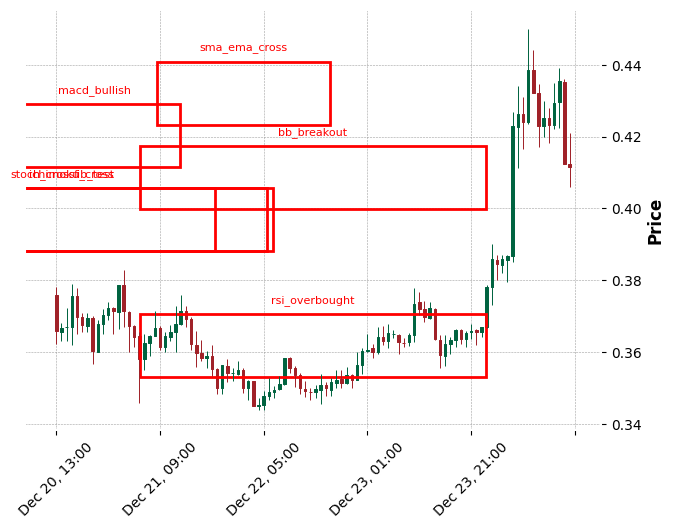 sma_ema_cross
0.44
macd_bullish
0.42
bb_breakout
0.40
Price
0.38
rsi_overbought
0.36
0.34
Dec 20, 13:00
Dec 21, 09:00
Dec 22, 05:00
Dec 23, 01:00
Dec 23, 21:00